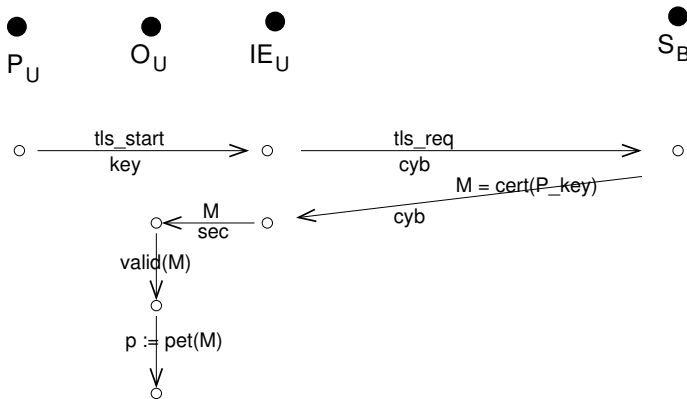 P_U O_U IE_U S_B
tls_start tls_req
key cyb
M = cert(P_key)
M cyb
sec
valid(M)
p := pet(M)